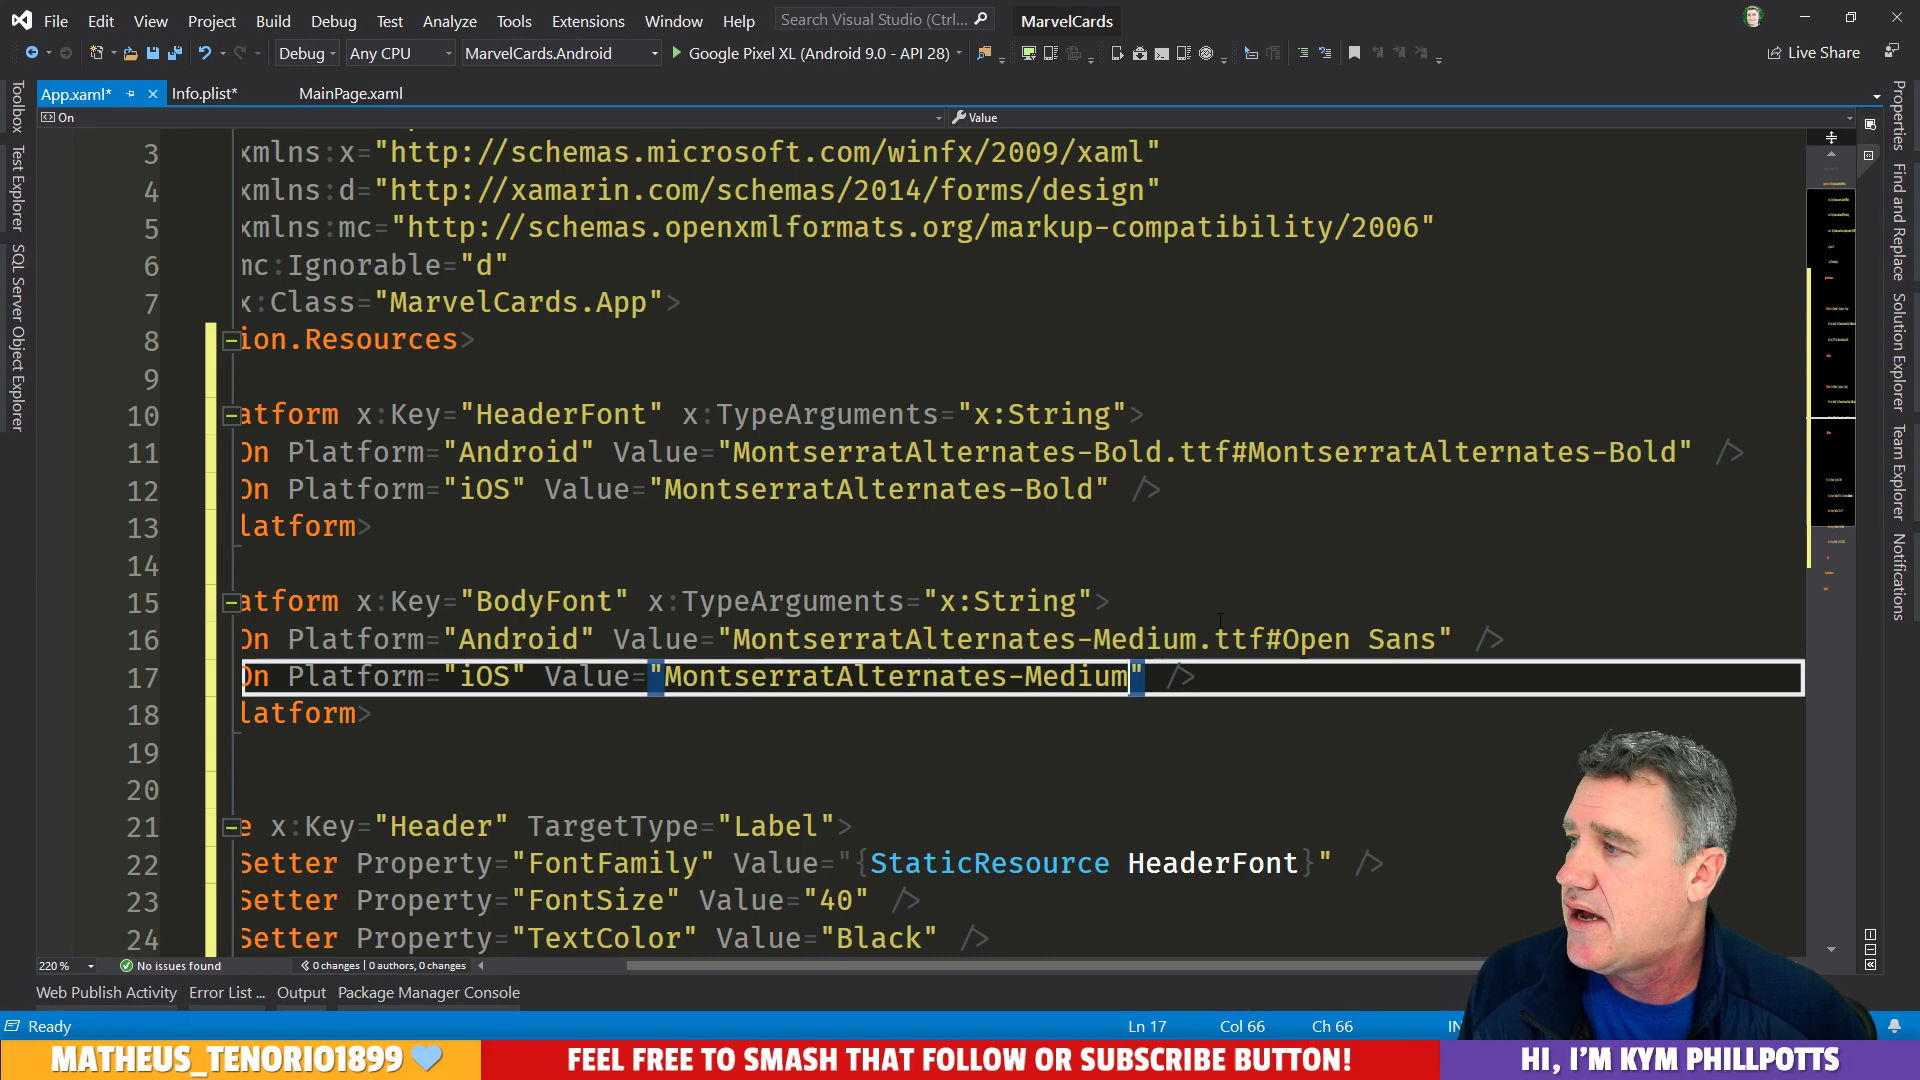 File Edit View Project Build Debug Test Analyze Tools Extensions Window Help Search Visual Studio (Ctrl... MarvelCards
Debug Any CPU MarvelCards.Android Google Pixel XL (Android 9.0 - API 28) Live Share
App.xaml* Info.plist* MainPage.xaml
On Value
3 xmlns:x="http://schemas.microsoft.com/winfx/2009/xaml"
4 xmlns:d="http://xamarin.com/schemas/2014/forms/design"
5 xmlns:mc="http://schemas.openxmlformats.org/markup-compatibility/2006"
6 mc:Ignorable="d"
7 x:Class="MarvelCards.App">
8 ion.Resources>
9
10 atform x:Key="HeaderFont" x:TypeArguments="x:String">
11 On Platform="Android" Value="MontserratAlternates-Bold.ttf#MontserratAlternates-Bold" />
12 On Platform="iOS" Value="MontserratAlternates-Bold" />
13 latform>
14
15 atform x:Key="BodyFont" x:TypeArguments="x:String">
16 On Platform="Android" Value="MontserratAlternates-Medium.ttf#Open Sans" />
17 On Platform="iOS" Value="MontserratAlternates-Medium" />
18 latform>
19
20
21 e x:Key="Header" TargetType="Label">
22 Setter Property="FontFamily" Value="{StaticResource HeaderFont}" />
23 Setter Property="FontSize" Value="40" />
24 Setter Property="TextColor" Value="Black" />
Toolbox
Test Explorer
SQL Server Object Explorer
Properties
Find and Replace
Solution Explorer
Team Explorer
Notifications
220 % No issues found 0 changes | 0 authors, 0 changes
Web Publish Activity Error List ... Output Package Manager Console
Ready Ln 17 Col 66 Ch 66
MATHEUS_TENORIO1899 FEEL FREE TO SMASH THAT FOLLOW OR SUBSCRIBE BUTTON! HI, I'M KYM PHILLPOTTS